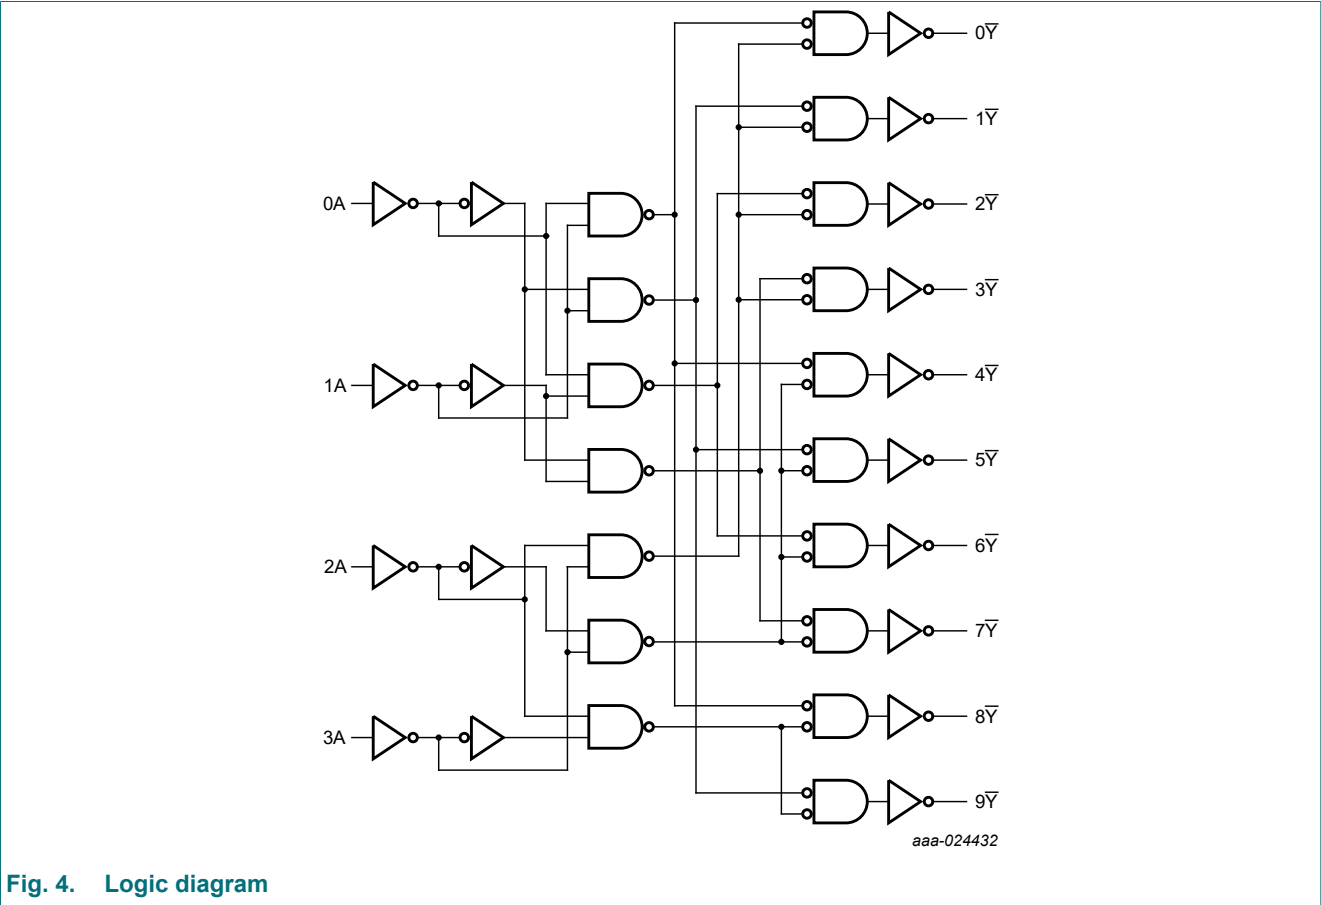 0Y̅
1Y̅
0A
2Y̅
3Y̅
1A
4Y̅
5Y̅
2A
6Y̅
7Y̅
3A
8Y̅
9Y̅
aaa-024432
Fig. 4. Logic diagram